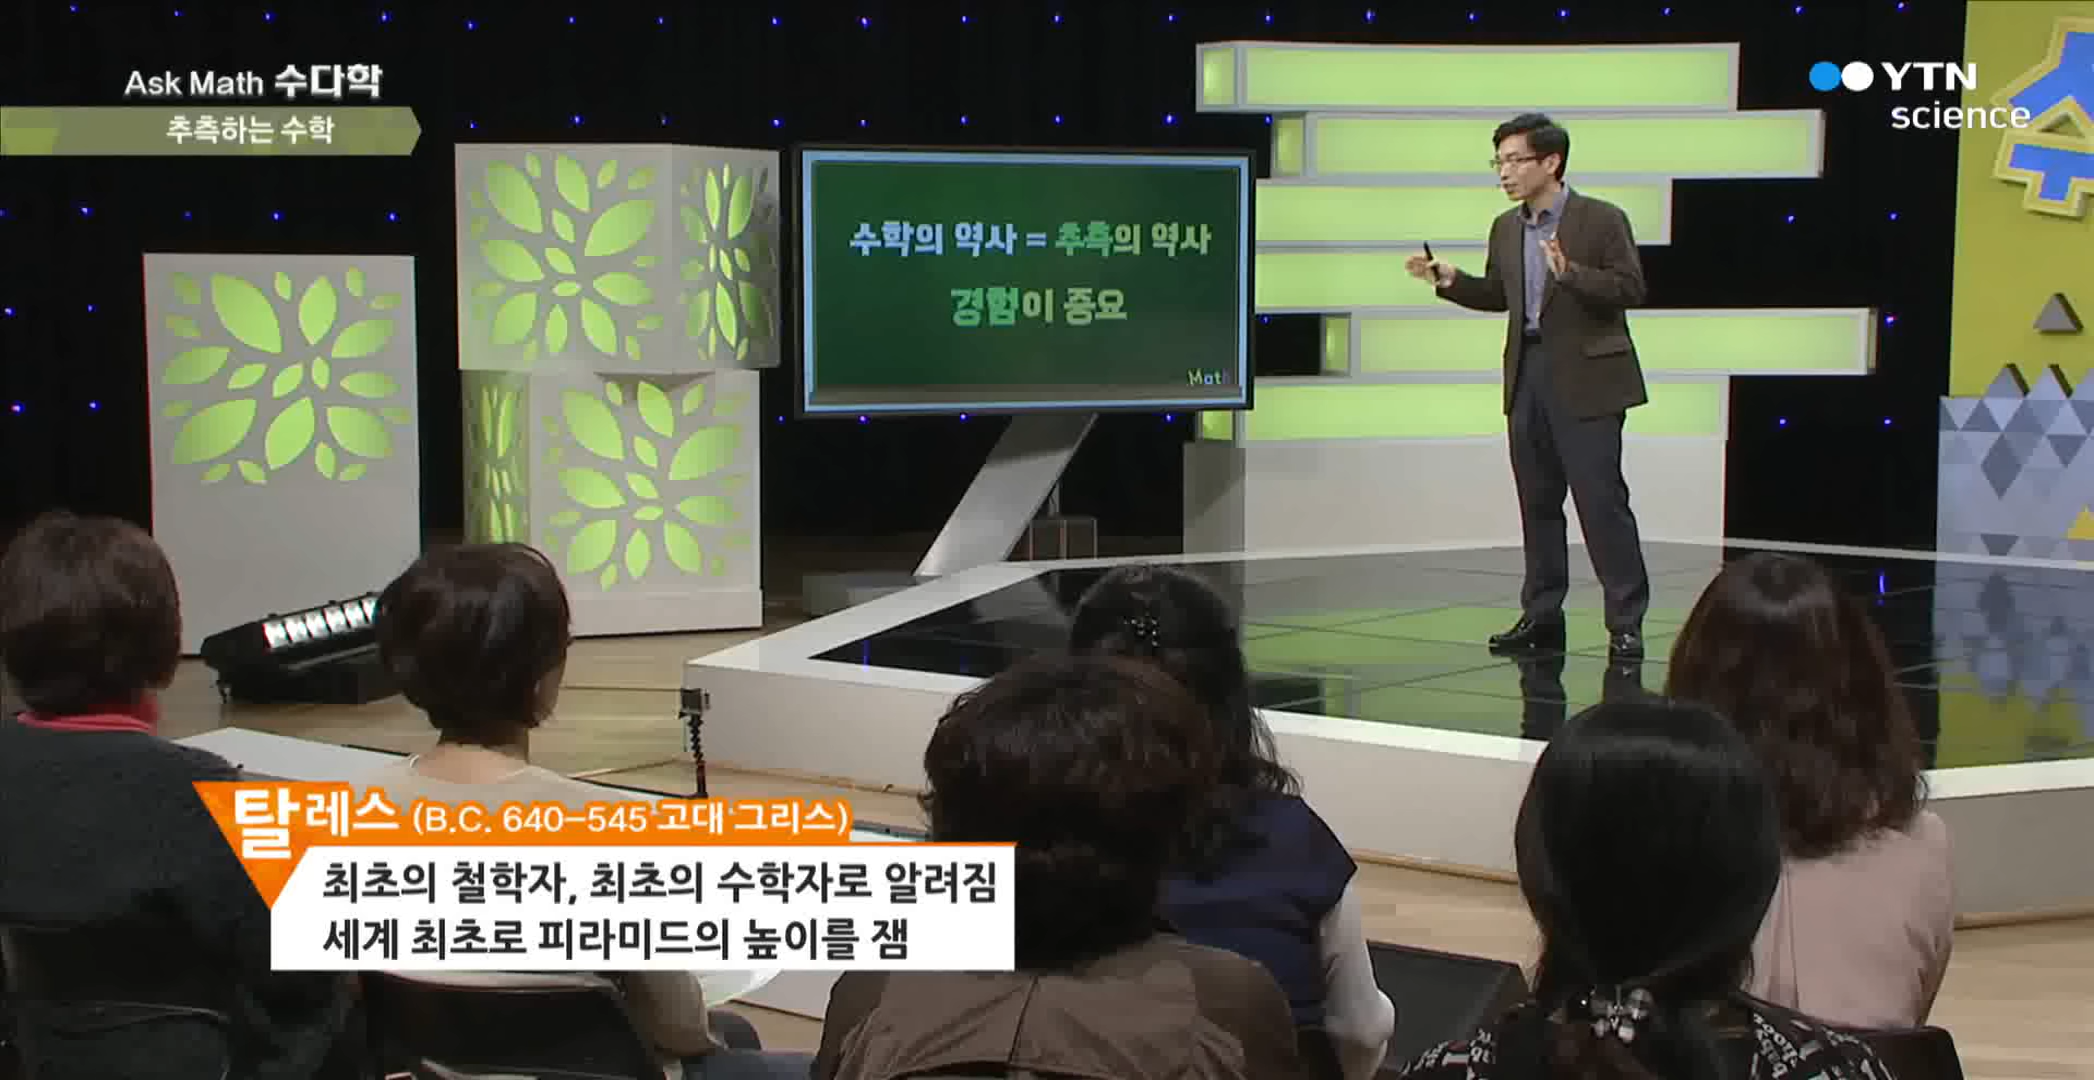 Ask Math 수다학
추측하는 수학
YTN
science
수
수학의 역사 = 추측의 역사
경험이 중요
Math
탈레스 (B.C. 640-545 고대 그리스)
최초의 철학자, 최초의 수학자로 알려짐
세계 최초로 피라미드의 높이를 잼